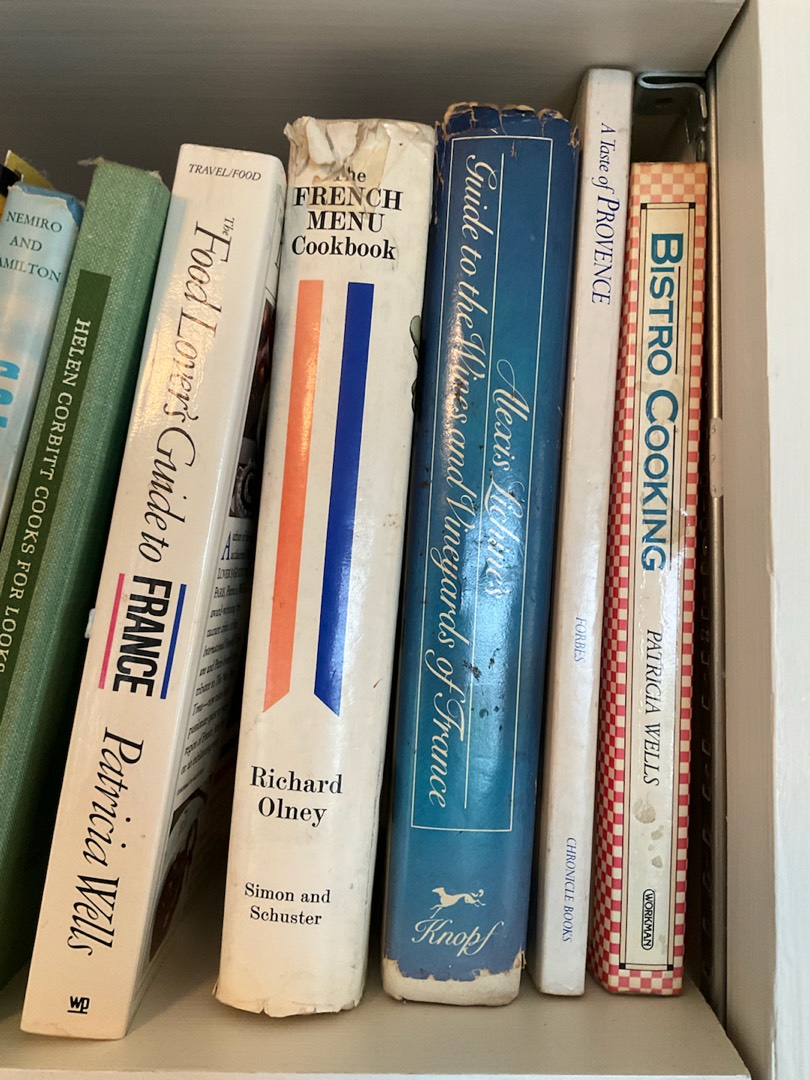 NEMIRO
AND
AMILTON
HELEN CORBITT COOKS FOR LOOKS
TRAVEL/FOOD
The
Food Lover's Guide to
FRANCE
Patricia Wells
WP
The
FRENCH
MENU
Cookbook
Richard
Olney
Simon and
Schuster
Alexis Lichine's
Guide to the Wines and Vineyards of France
Knopf
A Taste of PROVENCE
FORBES
CHRONICLE BOOKS
BISTRO COOKING
PATRICIA WELLS
WORKMAN